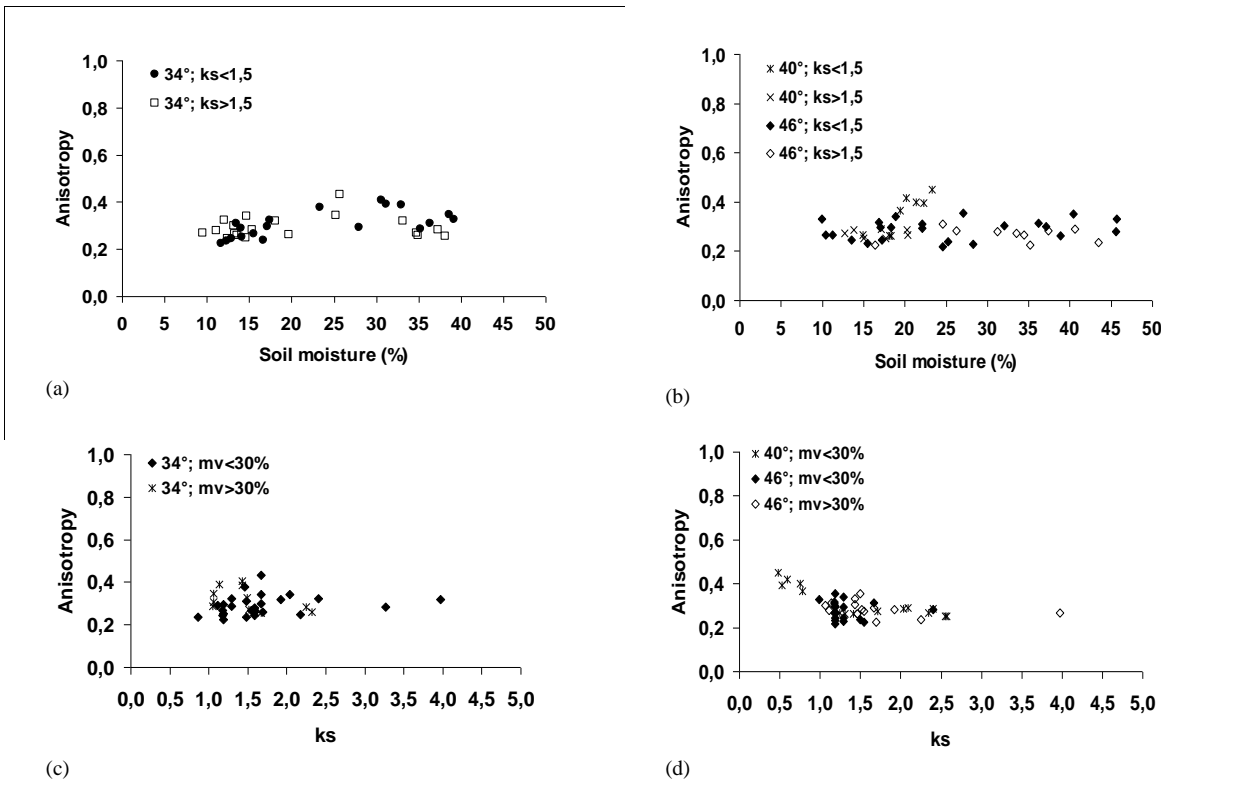 1,0
0,8
0,6
0,4
0,2
0,0
Anisotropy
34°; ks<1,5
34°; ks>1,5
0 5 10 15 20 25 30 35 40 45 50
Soil moisture (%)
(a)
1,0
0,8
0,6
0,4
0,2
0,0
Anisotropy
40°; ks<1,5
40°; ks>1,5
46°; ks<1,5
46°; ks>1,5
0 5 10 15 20 25 30 35 40 45 50
Soil moisture (%)
(b)
1,0
0,8
0,6
0,4
0,2
0,0
Anisotropy
34°; mv<30%
34°; mv>30%
0,0 0,5 1,0 1,5 2,0 2,5 3,0 3,5 4,0 4,5 5,0
ks
(c)
1,0
0,8
0,6
0,4
0,2
0,0
Anisotropy
40°; mv<30%
46°; mv<30%
46°; mv>30%
0,0 0,5 1,0 1,5 2,0 2,5 3,0 3,5 4,0 4,5 5,0
ks
(d)